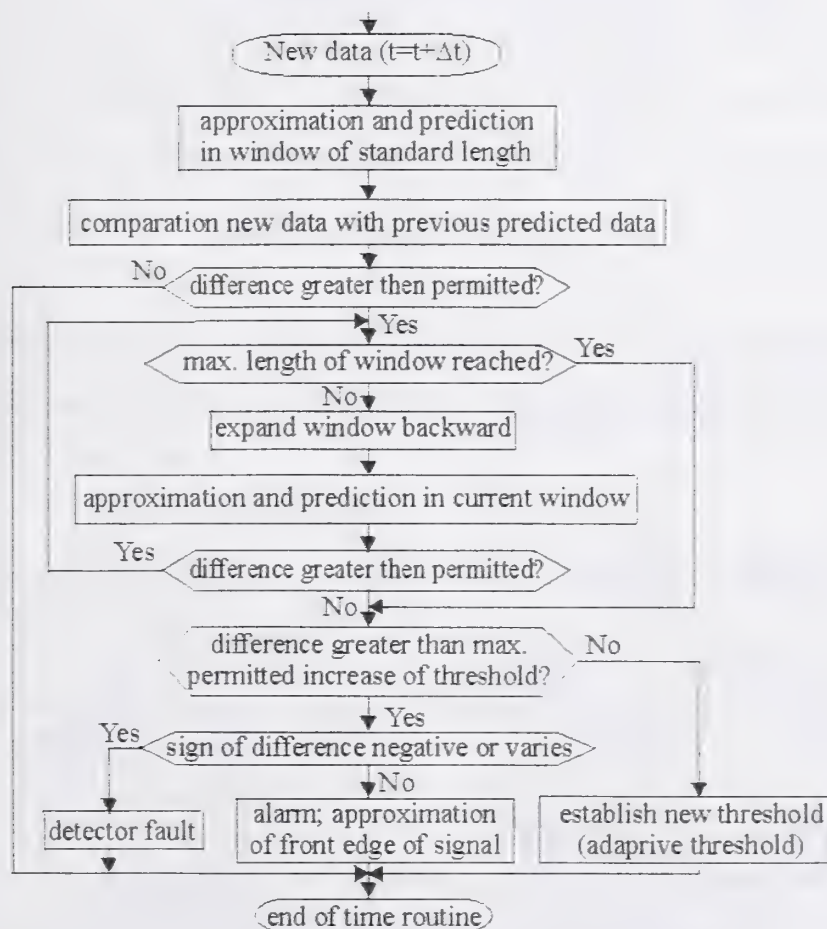 New data (t=t+Δt)
approximation and prediction
in window of standard length
comparation new data with previous predicted data
No
difference greater then permitted?
Yes
max. length of window reached?
Yes
No
expand window backward
approximation and prediction in current window
Yes
difference greater then permitted?
No
difference greater than max.
permitted increase of threshold?
No
Yes
Yes
sign of difference negative or varies
No
detector fault
alarm; approximation
of front edge of signal
establish new threshold
(adaprive threshold)
end of time routine